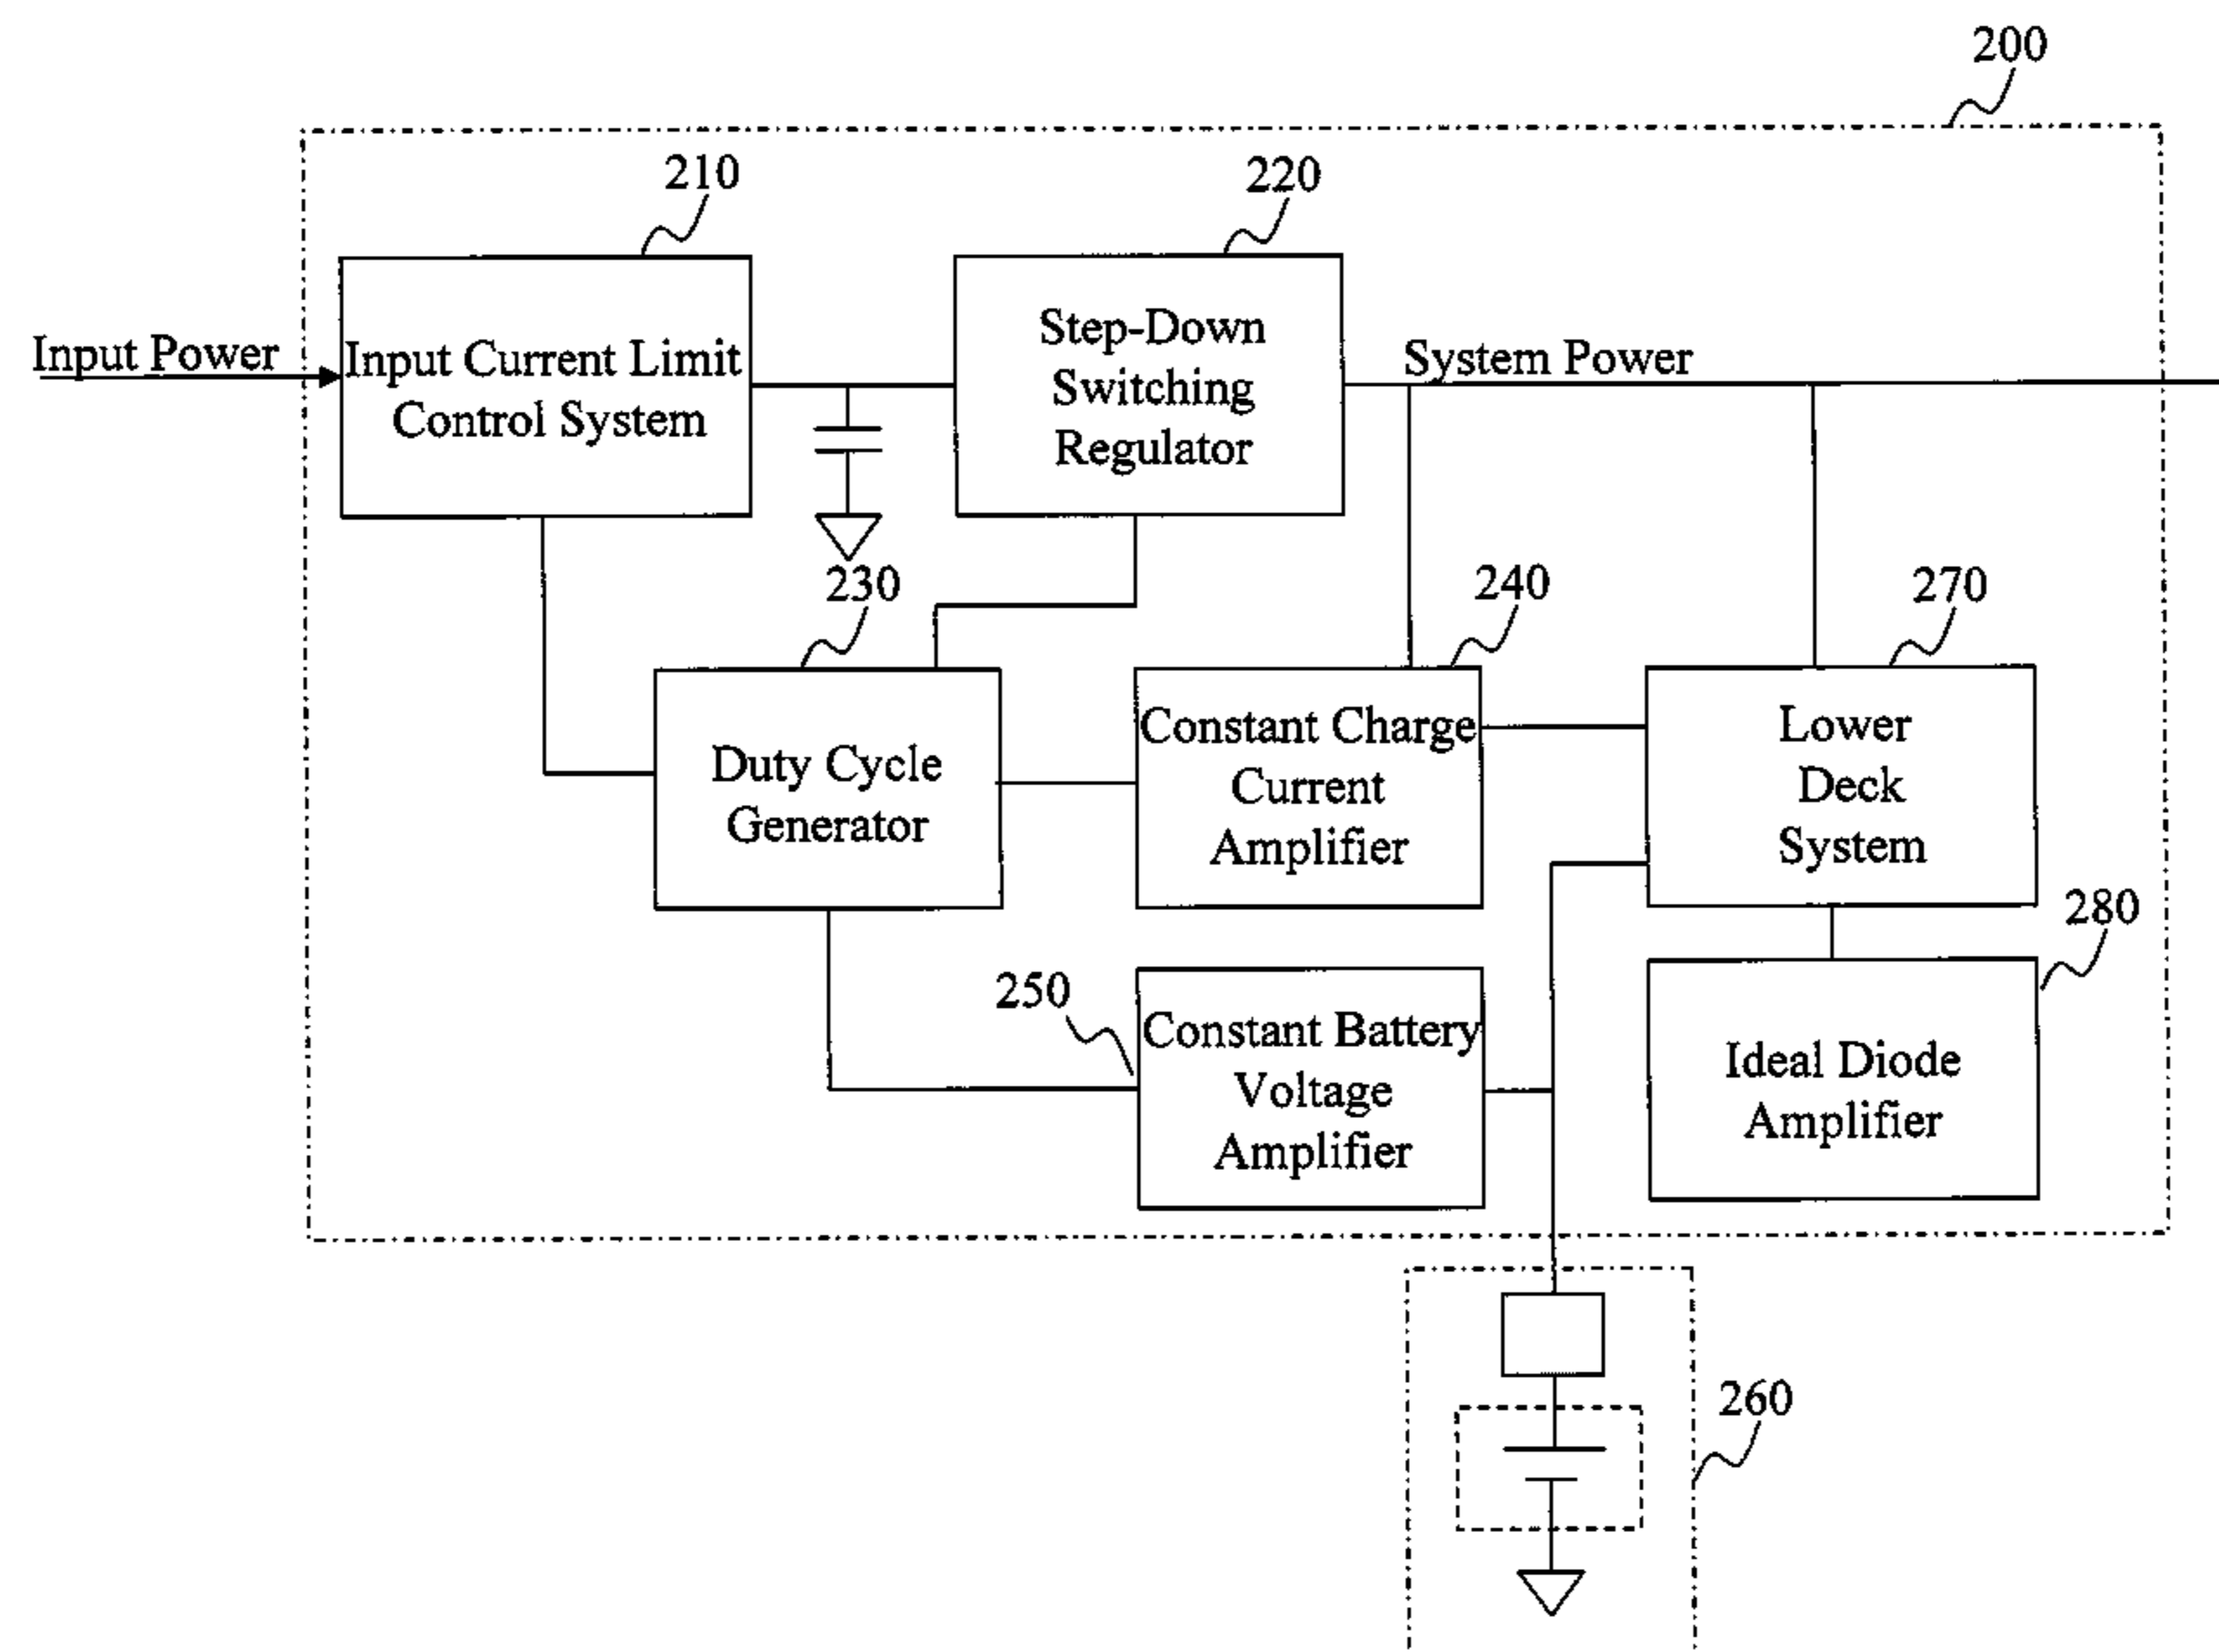 200
210
220
Input Power
Input Current Limit
Control System
Step-Down
Switching
Regulator
System Power
230
240
270
Duty Cycle
Generator
Constant Charge
Current
Amplifier
Lower
Deck
System
280
250
Constant Battery
Voltage
Amplifier
Ideal Diode
Amplifier
260